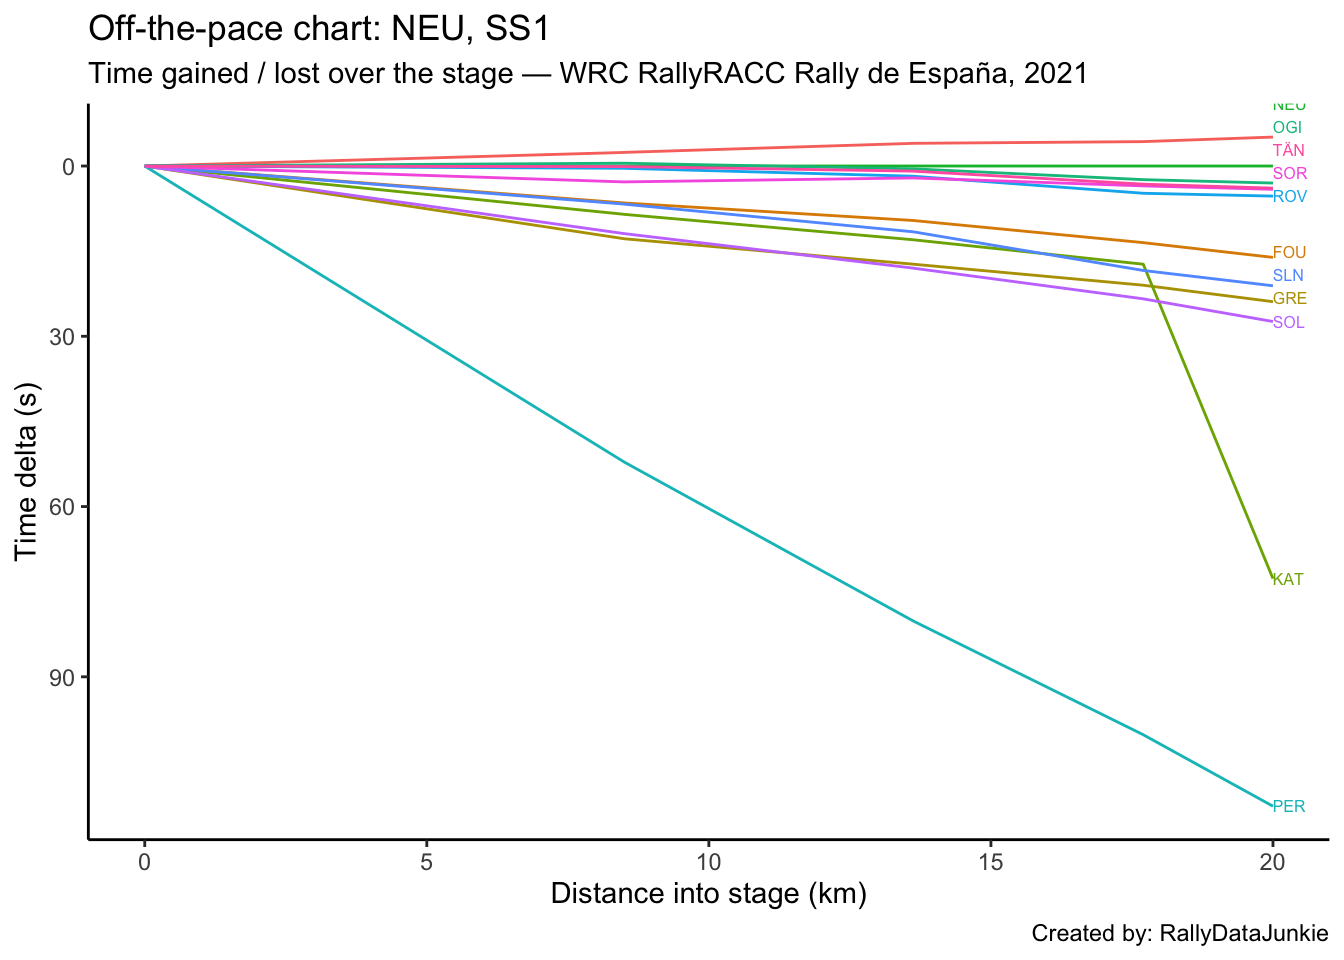 Off-the-pace chart: NEU, SS1
Time gained / lost over the stage — WRC RallyRACC Rally de España, 2021
NEU
OGI
TÄN
SOR
ROV
FOU
SLN
GRE
SOL
KAT
PER
0
30
60
90
Time delta (s)
0 5 10 15 20
Distance into stage (km)
Created by: RallyDataJunkie